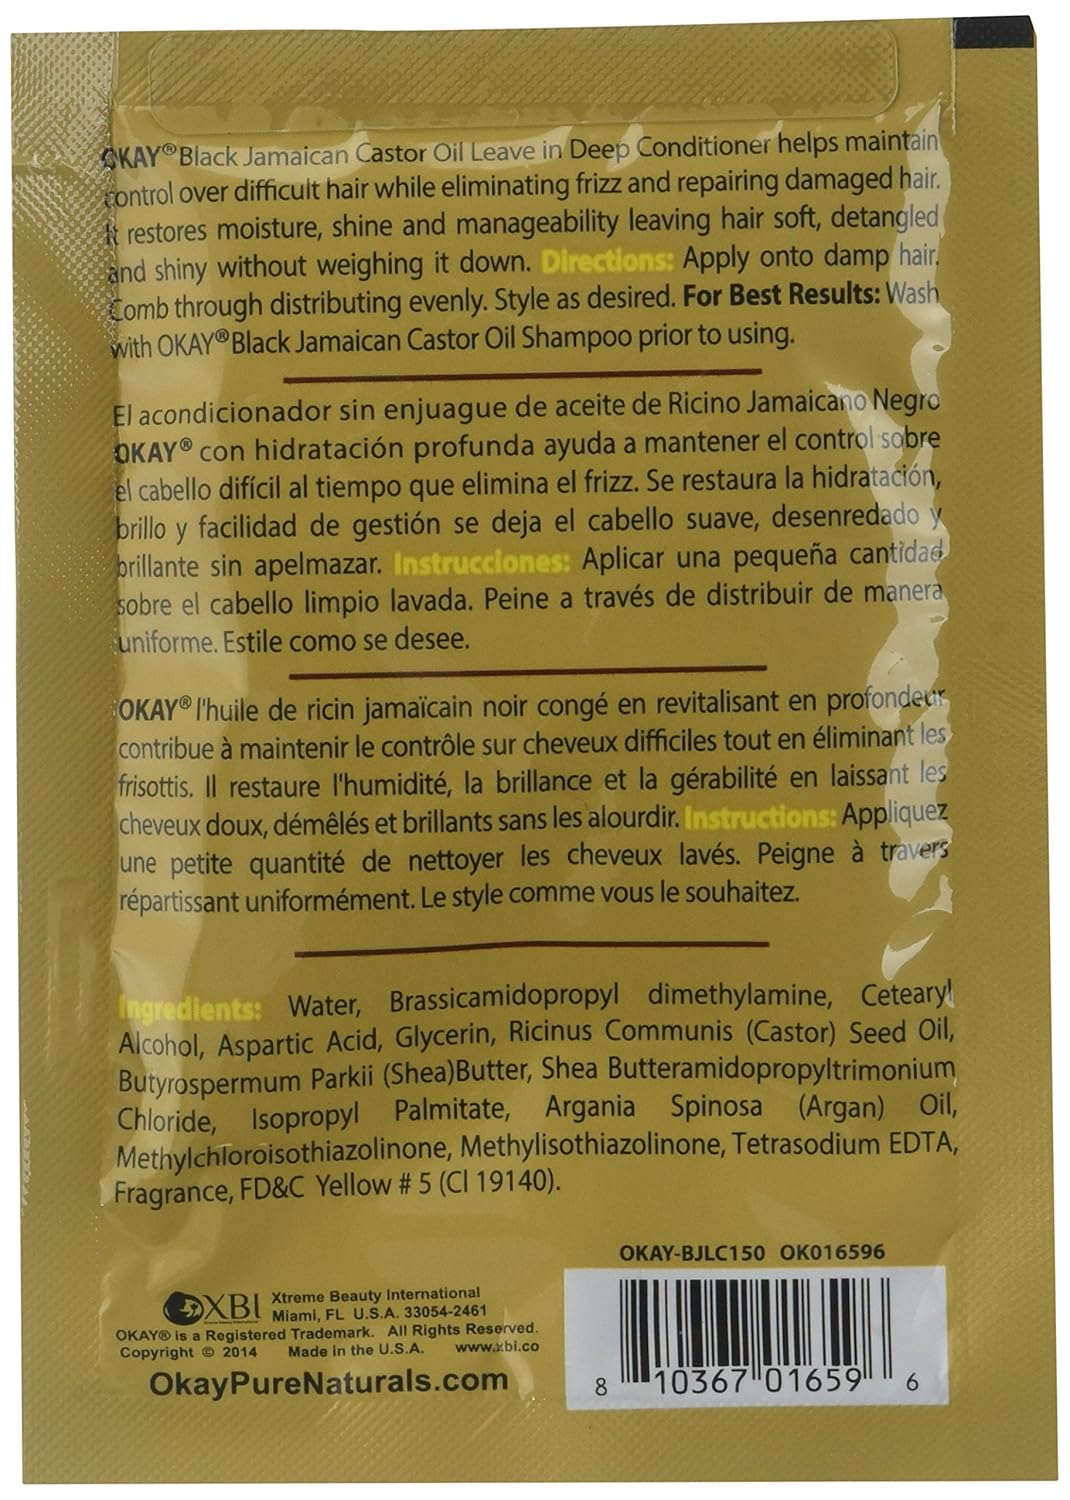 OKAY® Black Jamaican Castor Oil Leave in Deep Conditioner helps maintain
control over difficult hair while eliminating frizz and repairing damaged hair.
It restores moisture, shine and manageability leaving hair soft, detangled
and shiny without weighing it down. Directions: Apply onto damp hair.
Comb through distributing evenly. Style as desired. For Best Results: Wash
with OKAY® Black Jamaican Castor Oil Shampoo prior to using.
El acondicionador sin enjuague de aceite de Ricino Jamaicano Negro
OKAY® con hidratación profunda ayuda a mantener el control sobre
el cabello difícil al tiempo que elimina el frizz. Se restaura la hidratación,
brillo y facilidad de gestión se deja el cabello suave, desenredado y
brillante sin apelmazar. Instrucciones: Aplicar una pequeña cantidad
sobre el cabello limpio lavada. Peine a través de distribuir de manera
uniforme. Estile como se desee.
OKAY® l'huile de ricin jamaïcain noir congé en revitalisant en profondeur
contribue à maintenir le contrôle sur cheveux difficiles tout en éliminant les
frisottis. Il restaure l'humidité, la brillance et la gérabilité en laissant les
cheveux doux, démêlés et brillants sans les alourdir. Instructions: Appliquez
une petite quantité de nettoyer les cheveux lavés. Peigne à travers
répartissant uniformément. Le style comme vous le souhaitez.
Ingredients: Water, Brassicamidopropyl dimethylamine, Cetearyl
Alcohol, Aspartic Acid, Glycerin, Ricinus Communis (Castor) Seed Oil,
Butyrospermum Parkii (Shea)Butter, Shea Butteramidopropyltrimonium
Chloride, Isopropyl Palmitate, Argania Spinosa (Argan) Oil,
Methylchloroisothiazolinone, Methylisothiazolinone, Tetrasodium EDTA,
Fragrance, FD&C Yellow # 5 (Cl 19140).
OKAY-BJLC150 OK016596
XBI Xtreme Beauty International
Miami, FL U.S.A. 33054-2461
OKAY® is a Registered Trademark. All Rights Reserved.
Copyright © 2014 Made in the U.S.A. www.xbi.co
OkayPureNaturals.com
8 10367 01659 6